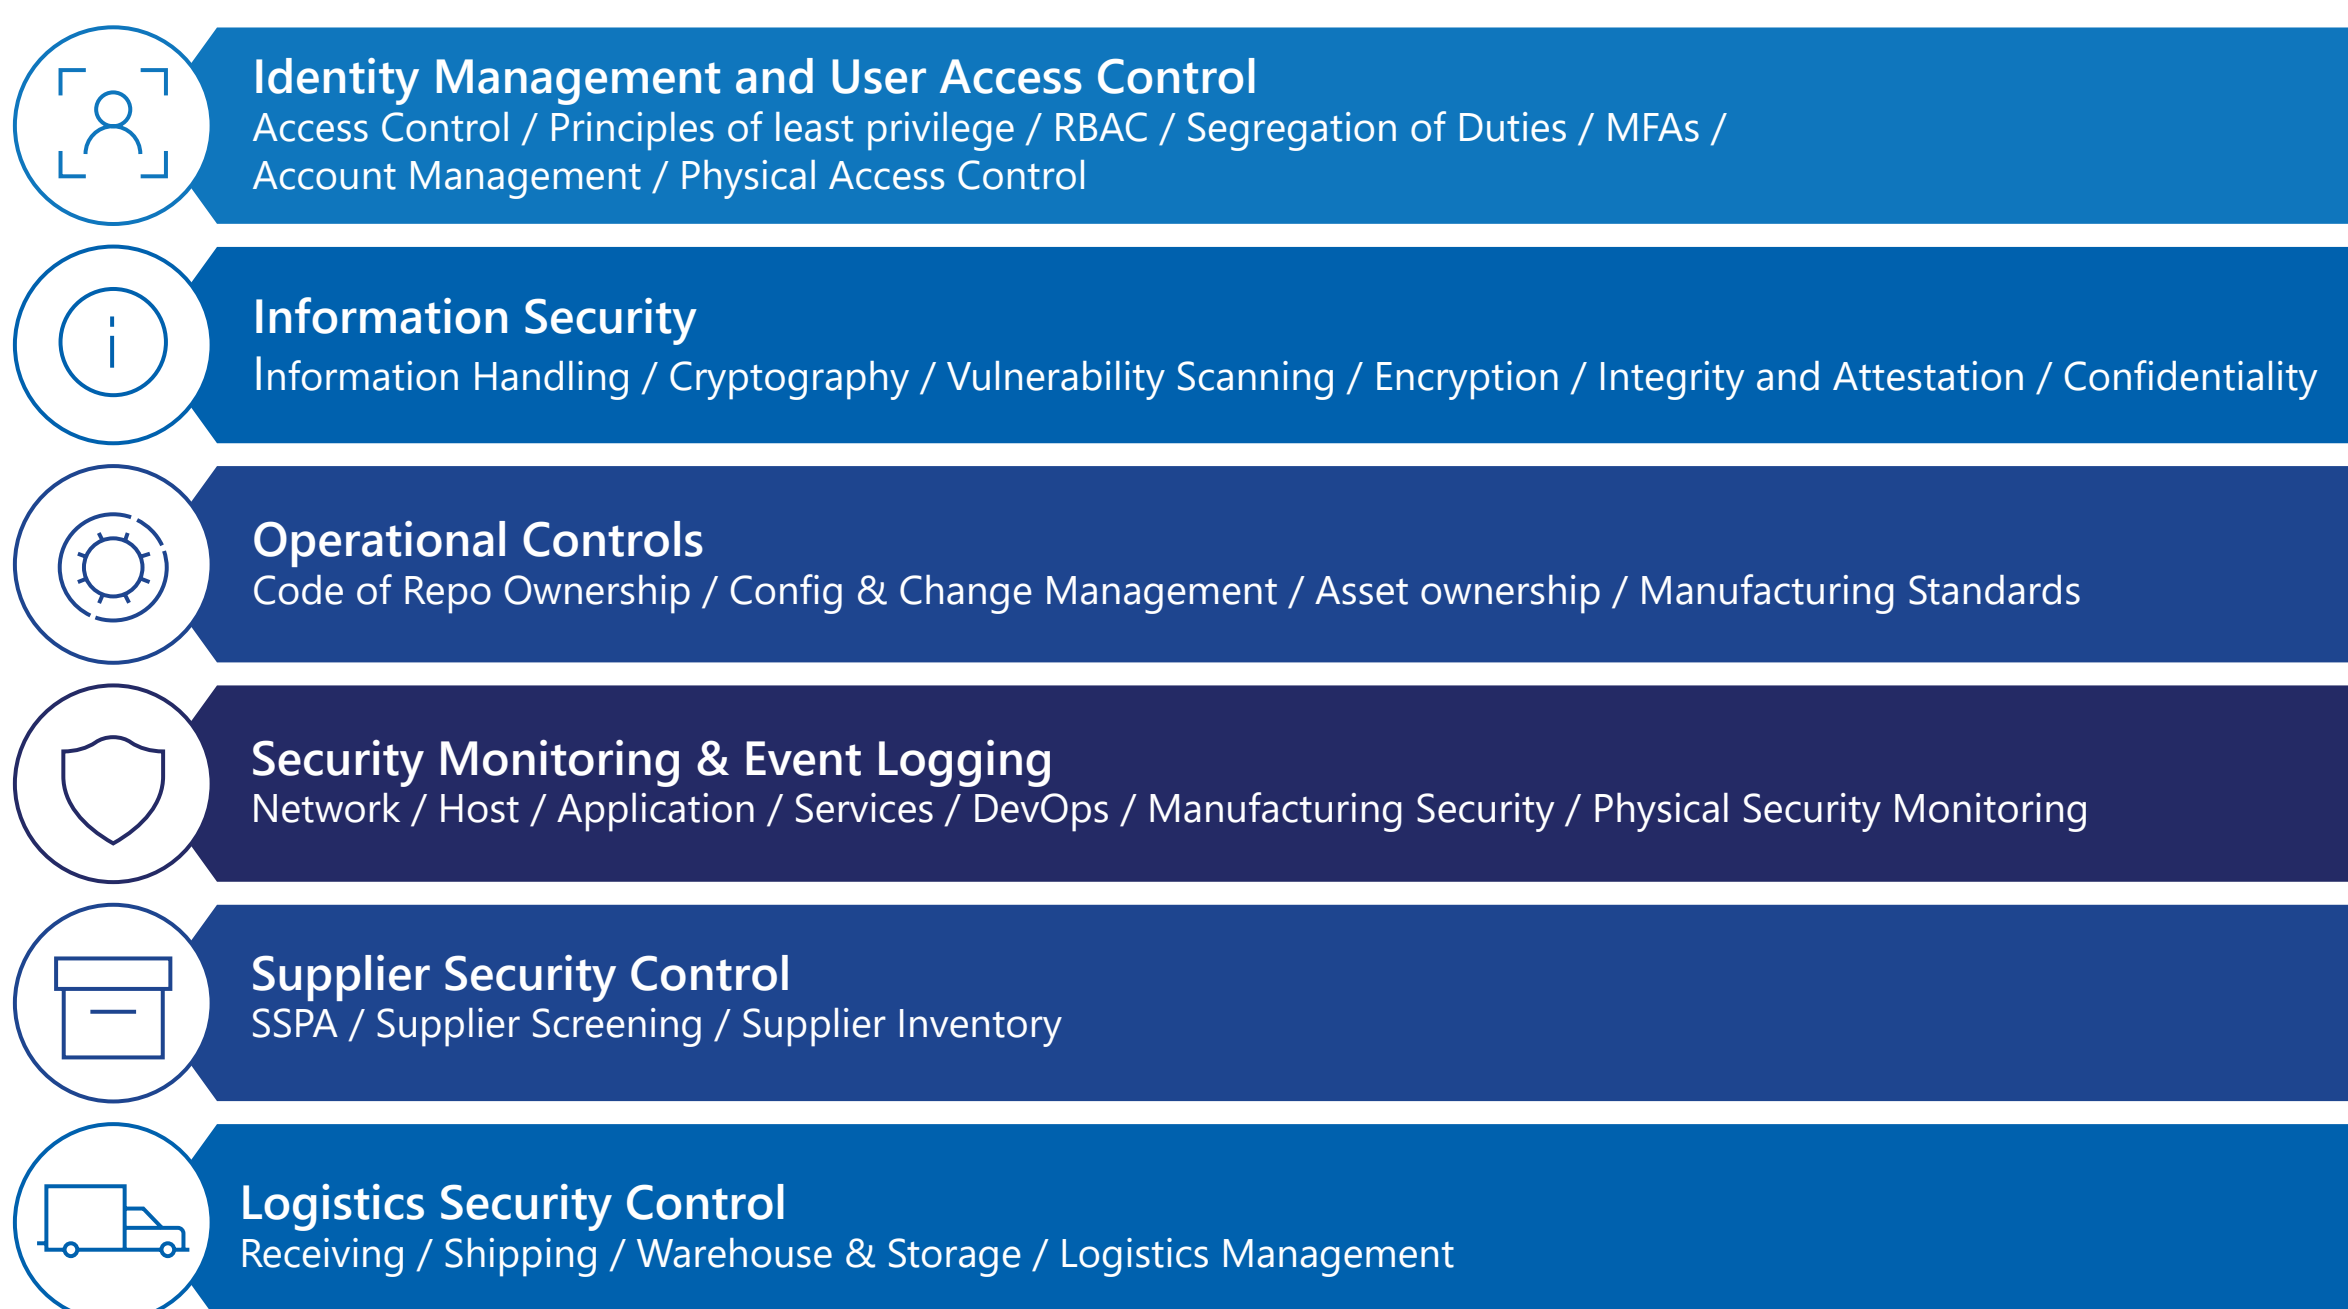 Identity Management and User Access Control
Access Control / Principles of least privilege / RBAC / Segregation of Duties / MFAs /
Account Management / Physical Access Control
Information Security
Information Handling / Cryptography / Vulnerability Scanning / Encryption / Integrity and Attestation / Confidentiality
Operational Controls
Code of Repo Ownership / Config & Change Management / Asset ownership / Manufacturing Standards
Security Monitoring & Event Logging
Network / Host / Application / Services / DevOps / Manufacturing Security / Physical Security Monitoring
Supplier Security Control
SSPA / Supplier Screening / Supplier Inventory
Logistics Security Control
Receiving / Shipping / Warehouse & Storage / Logistics Management